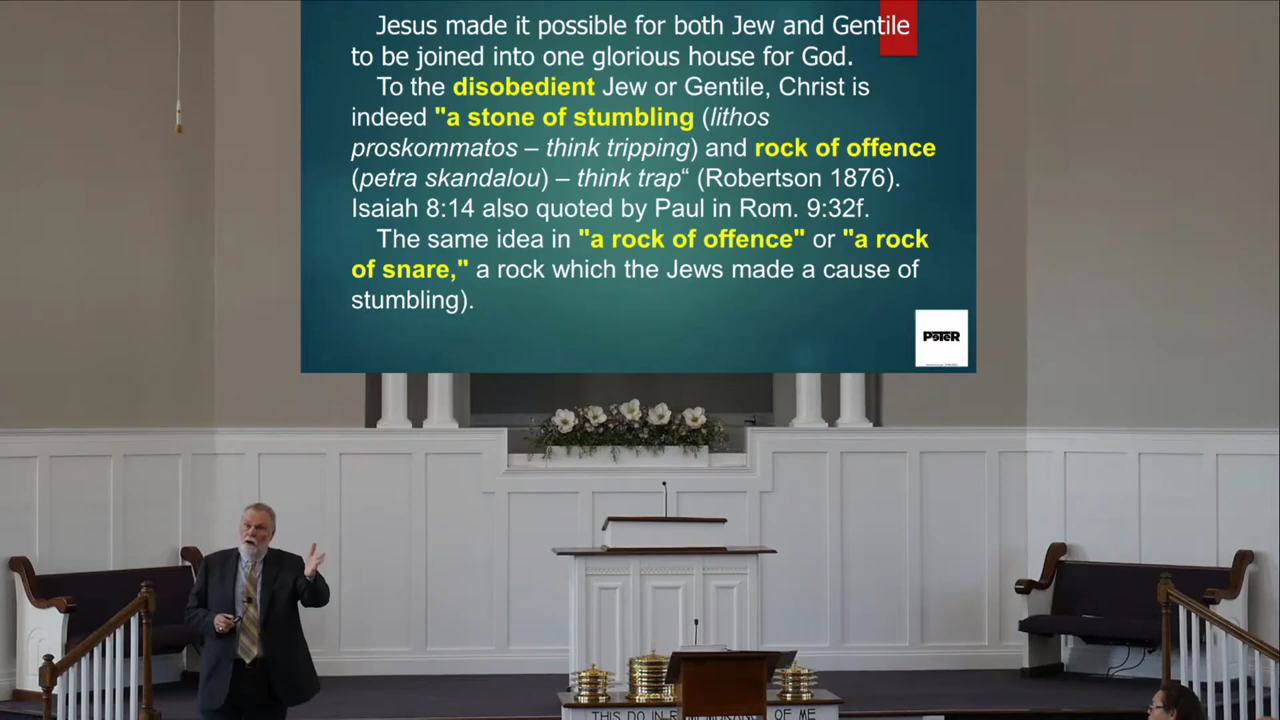 Jesus made it possible for both Jew and Gentile
to be joined into one glorious house for God.
To the disobedient Jew or Gentile, Christ is
indeed "a stone of stumbling (lithos
proskommatos – think tripping) and rock of offence
(petra skandalou) – think trap“ (Robertson 1876).
Isaiah 8:14 also quoted by Paul in Rom. 9:32f.
The same idea in "a rock of offence" or "a rock
of snare," a rock which the Jews made a cause of
stumbling).
PeTeR
THIS DO IN OF ME